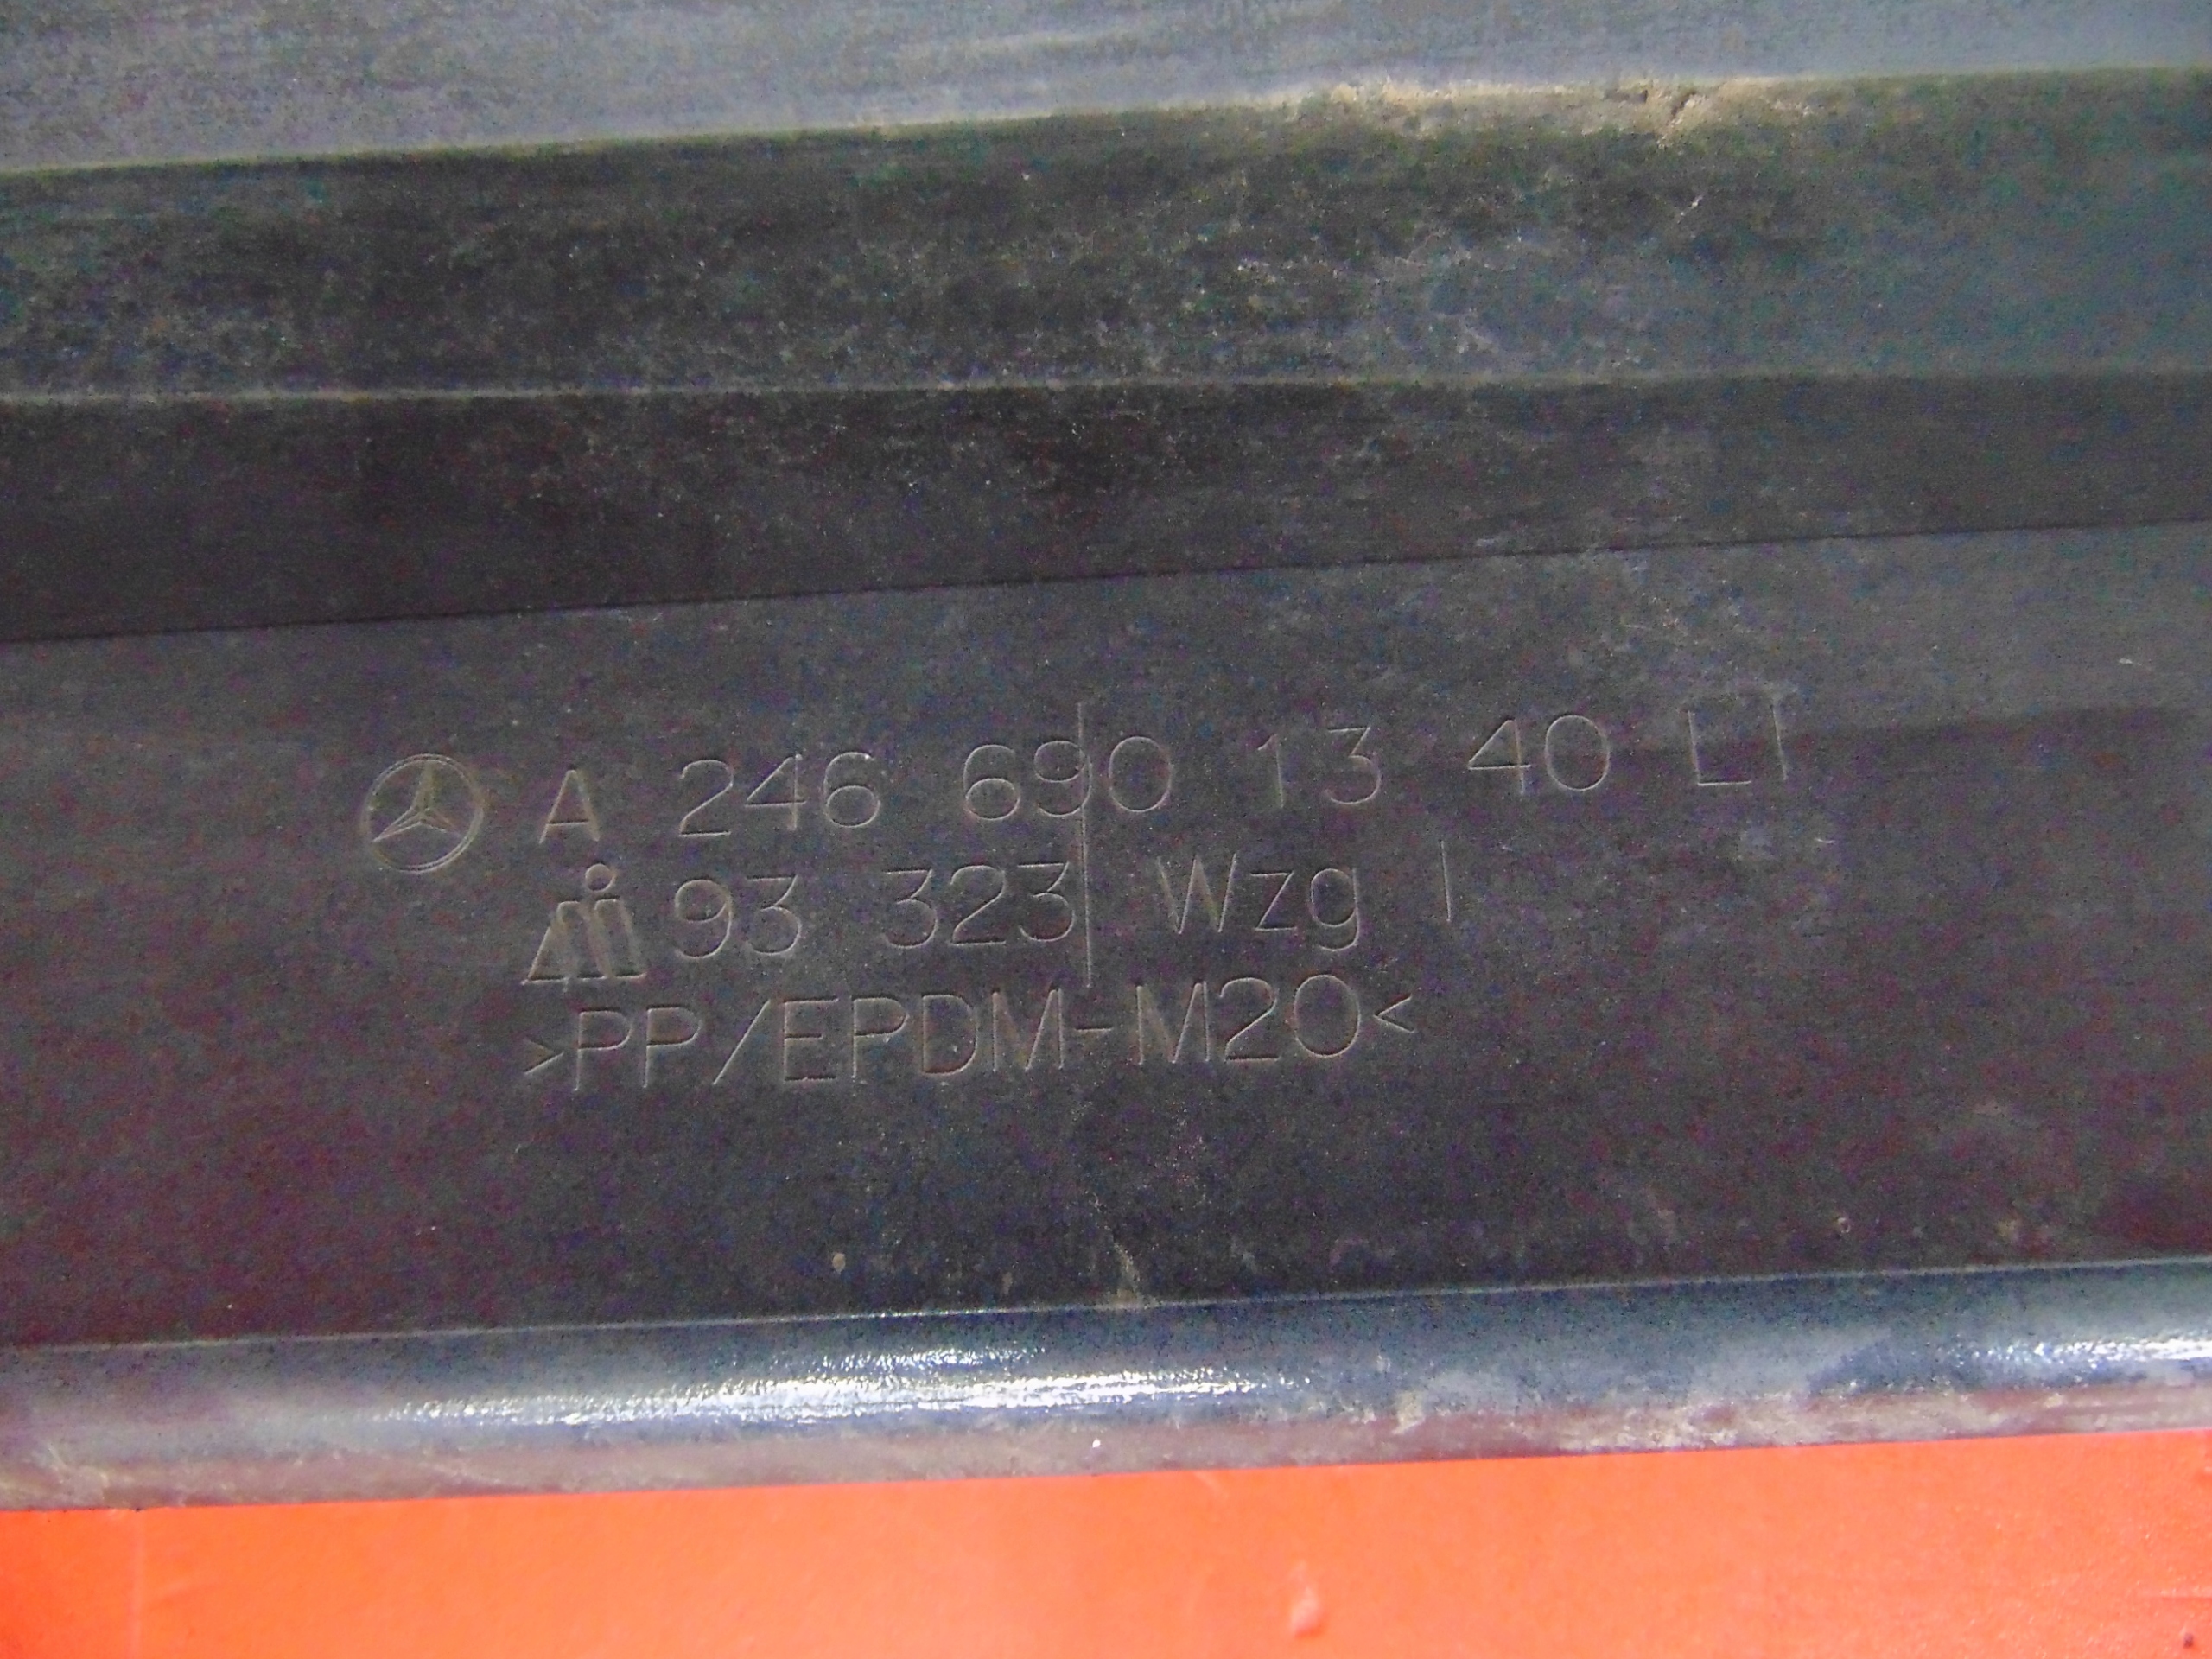 A 246 690 13 40 LI
93 323 Wzg I
>PP/EPDM-M20<